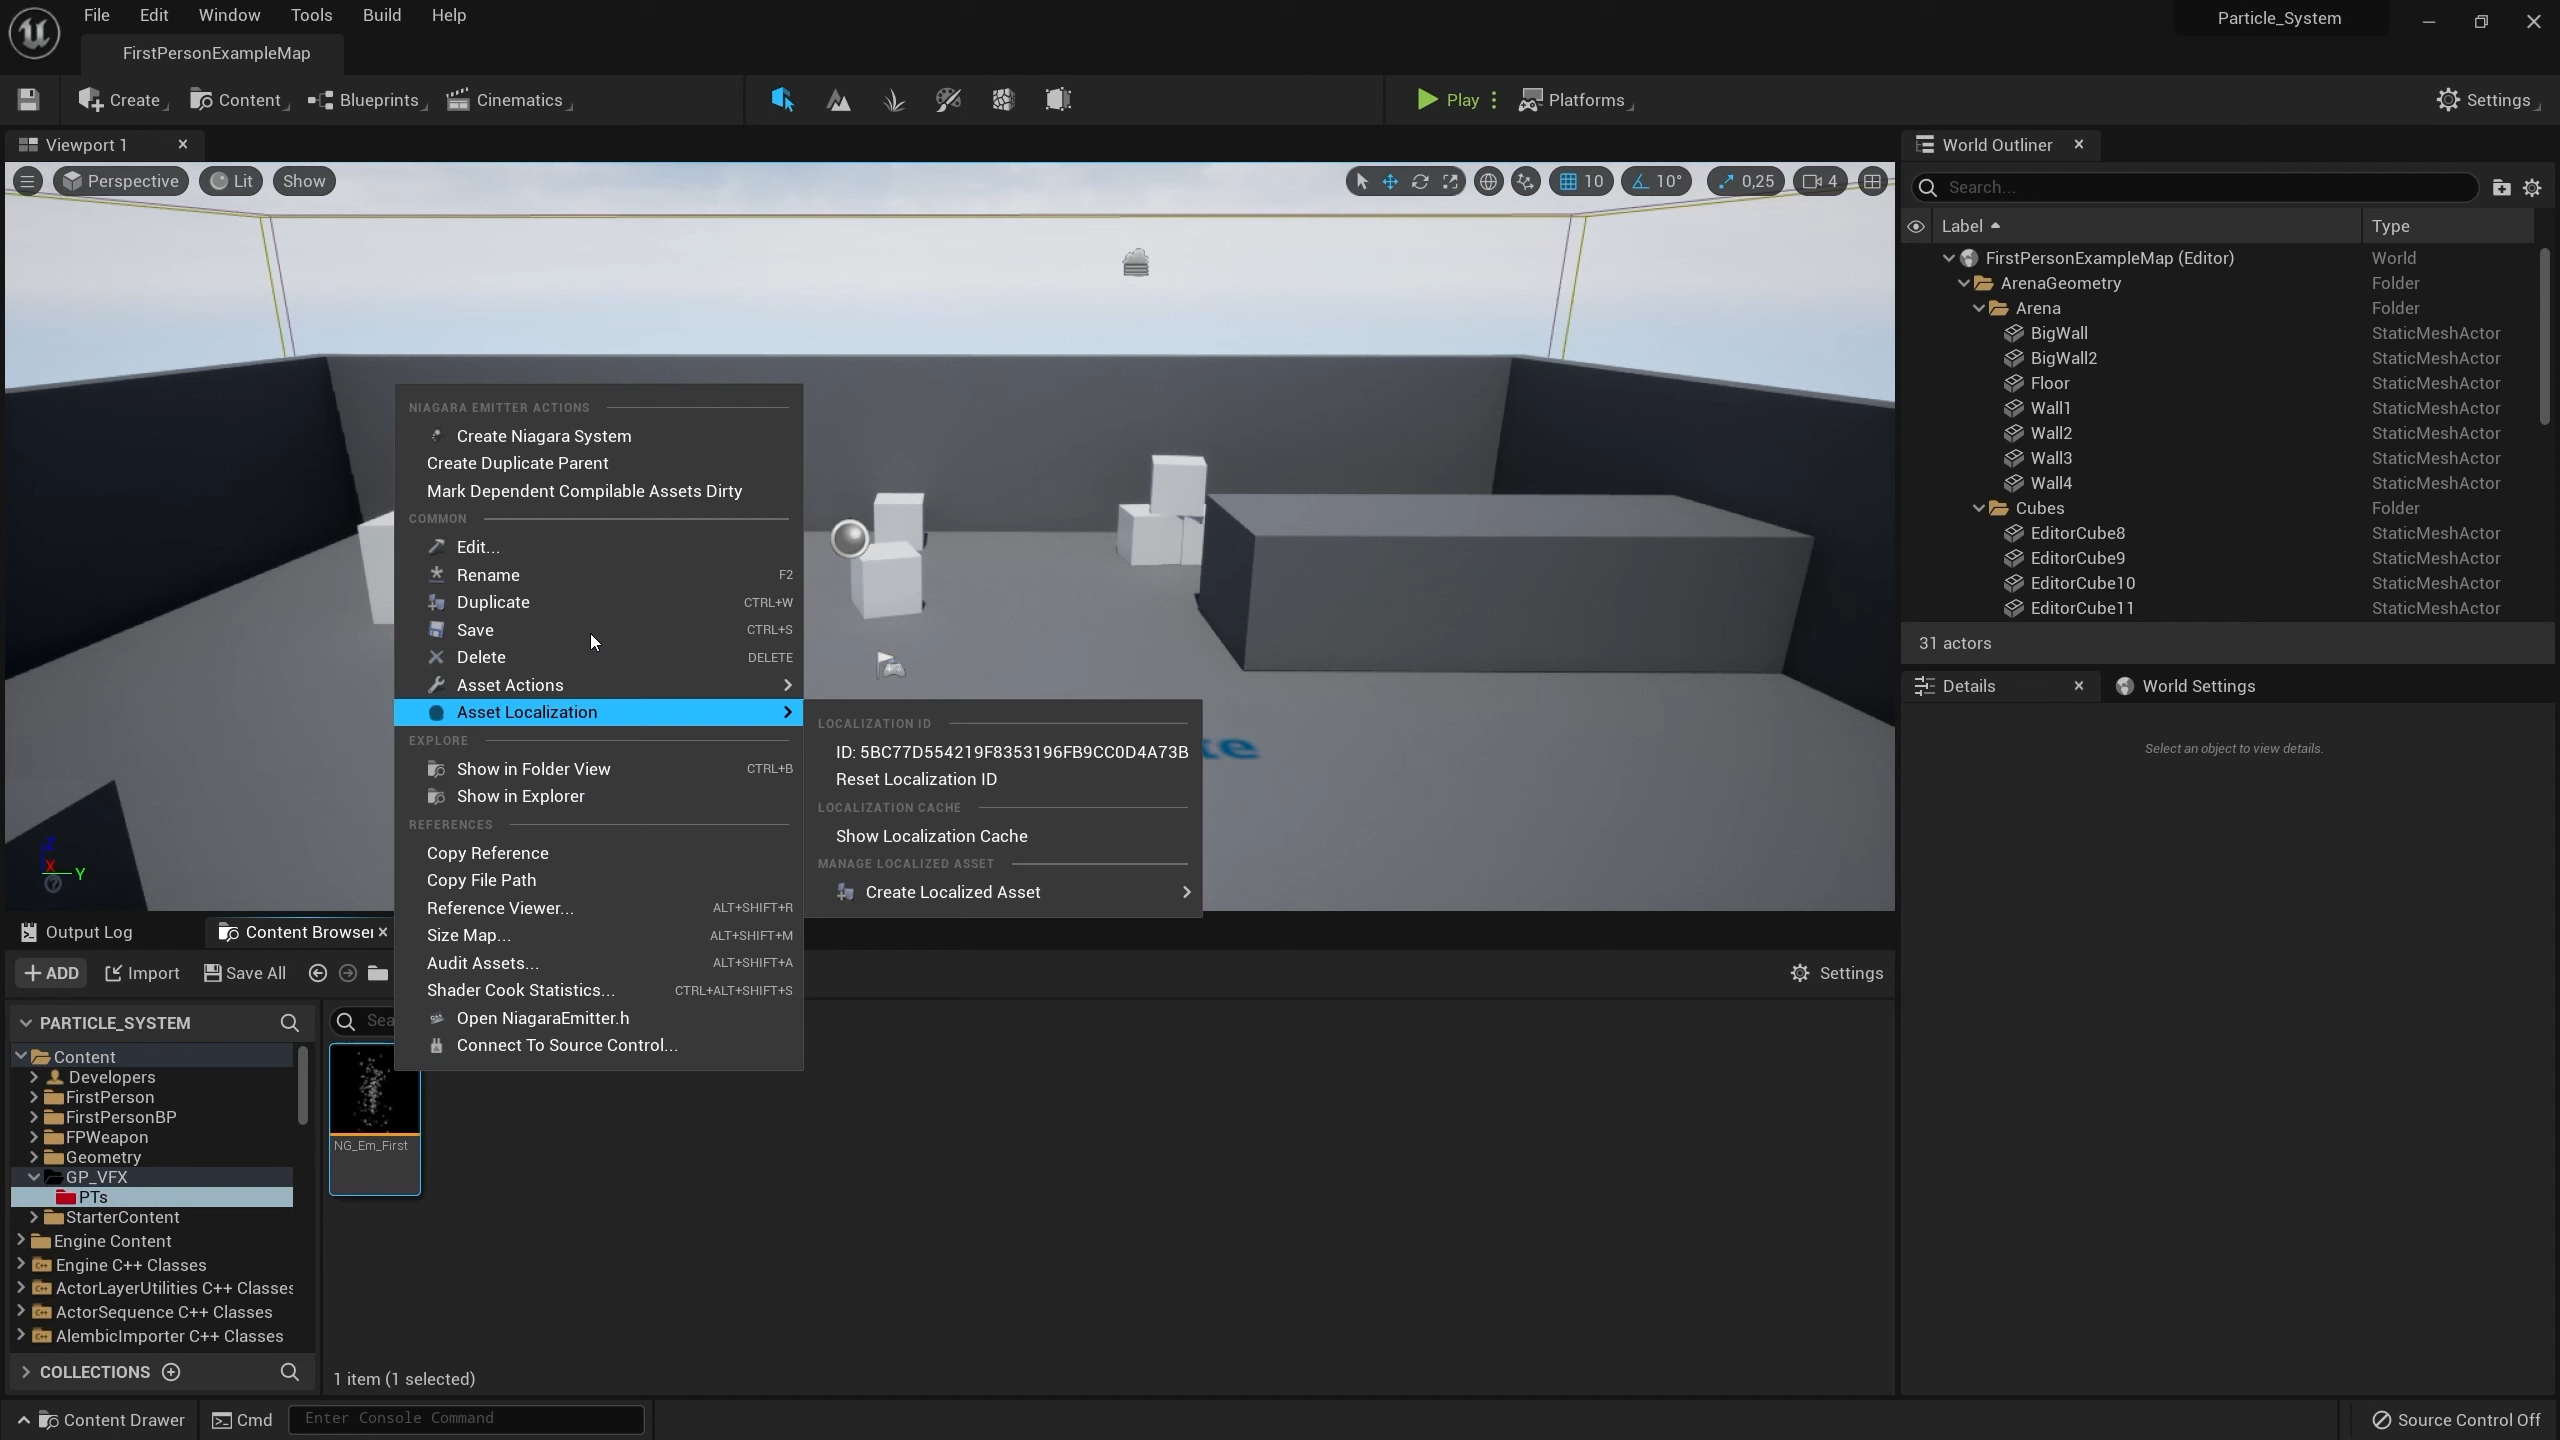 File Edit Window Tools Build Help
Particle_System
FirstPersonExampleMap
Create Content Blueprints Cinematics
Play Platforms Settings
Viewport 1
Perspective Lit Show
10 10° 0,25 4
World Outliner
Search...
Label Type
FirstPersonExampleMap (Editor) World
ArenaGeometry Folder
Arena Folder
BigWall StaticMeshActor
BigWall2 StaticMeshActor
Floor StaticMeshActor
Wall1 StaticMeshActor
Wall2 StaticMeshActor
Wall3 StaticMeshActor
Wall4 StaticMeshActor
Cubes Folder
EditorCube8 StaticMeshActor
EditorCube9 StaticMeshActor
EditorCube10 StaticMeshActor
EditorCube11 StaticMeshActor
31 actors
Details World Settings
Select an object to view details.
NIAGARA EMITTER ACTIONS
Create Niagara System
Create Duplicate Parent
Mark Dependent Compilable Assets Dirty
COMMON
Edit...
Rename F2
Duplicate CTRL+W
Save CTRL+S
Delete DELETE
Asset Actions
Asset Localization
EXPLORE
Show in Folder View CTRL+B
Show in Explorer
REFERENCES
Copy Reference
Copy File Path
Reference Viewer... ALT+SHIFT+R
Size Map... ALT+SHIFT+M
Audit Assets... ALT+SHIFT+A
Shader Cook Statistics... CTRL+ALT+SHIFT+S
Open NiagaraEmitter.h
Connect To Source Control...
LOCALIZATION ID
ID: 5BC77D554219F8353196FB9CC0D4A73B
Reset Localization ID
LOCALIZATION CACHE
Show Localization Cache
MANAGE LOCALIZED ASSET
Create Localized Asset
X Y Z
Output Log Content Browser
+ ADD Import Save All Settings
PARTICLE_SYSTEM
Content
Developers
FirstPerson
FirstPersonBP
FPWeapon
Geometry
GP_VFX
PTs
StarterContent
Engine Content
Engine C++ Classes
ActorLayerUtilities C++ Classes
ActorSequence C++ Classes
AlembicImporter C++ Classes
COLLECTIONS
Sea
NG_Em_First
1 item (1 selected)
Content Drawer Cmd Enter Console Command Source Control Off